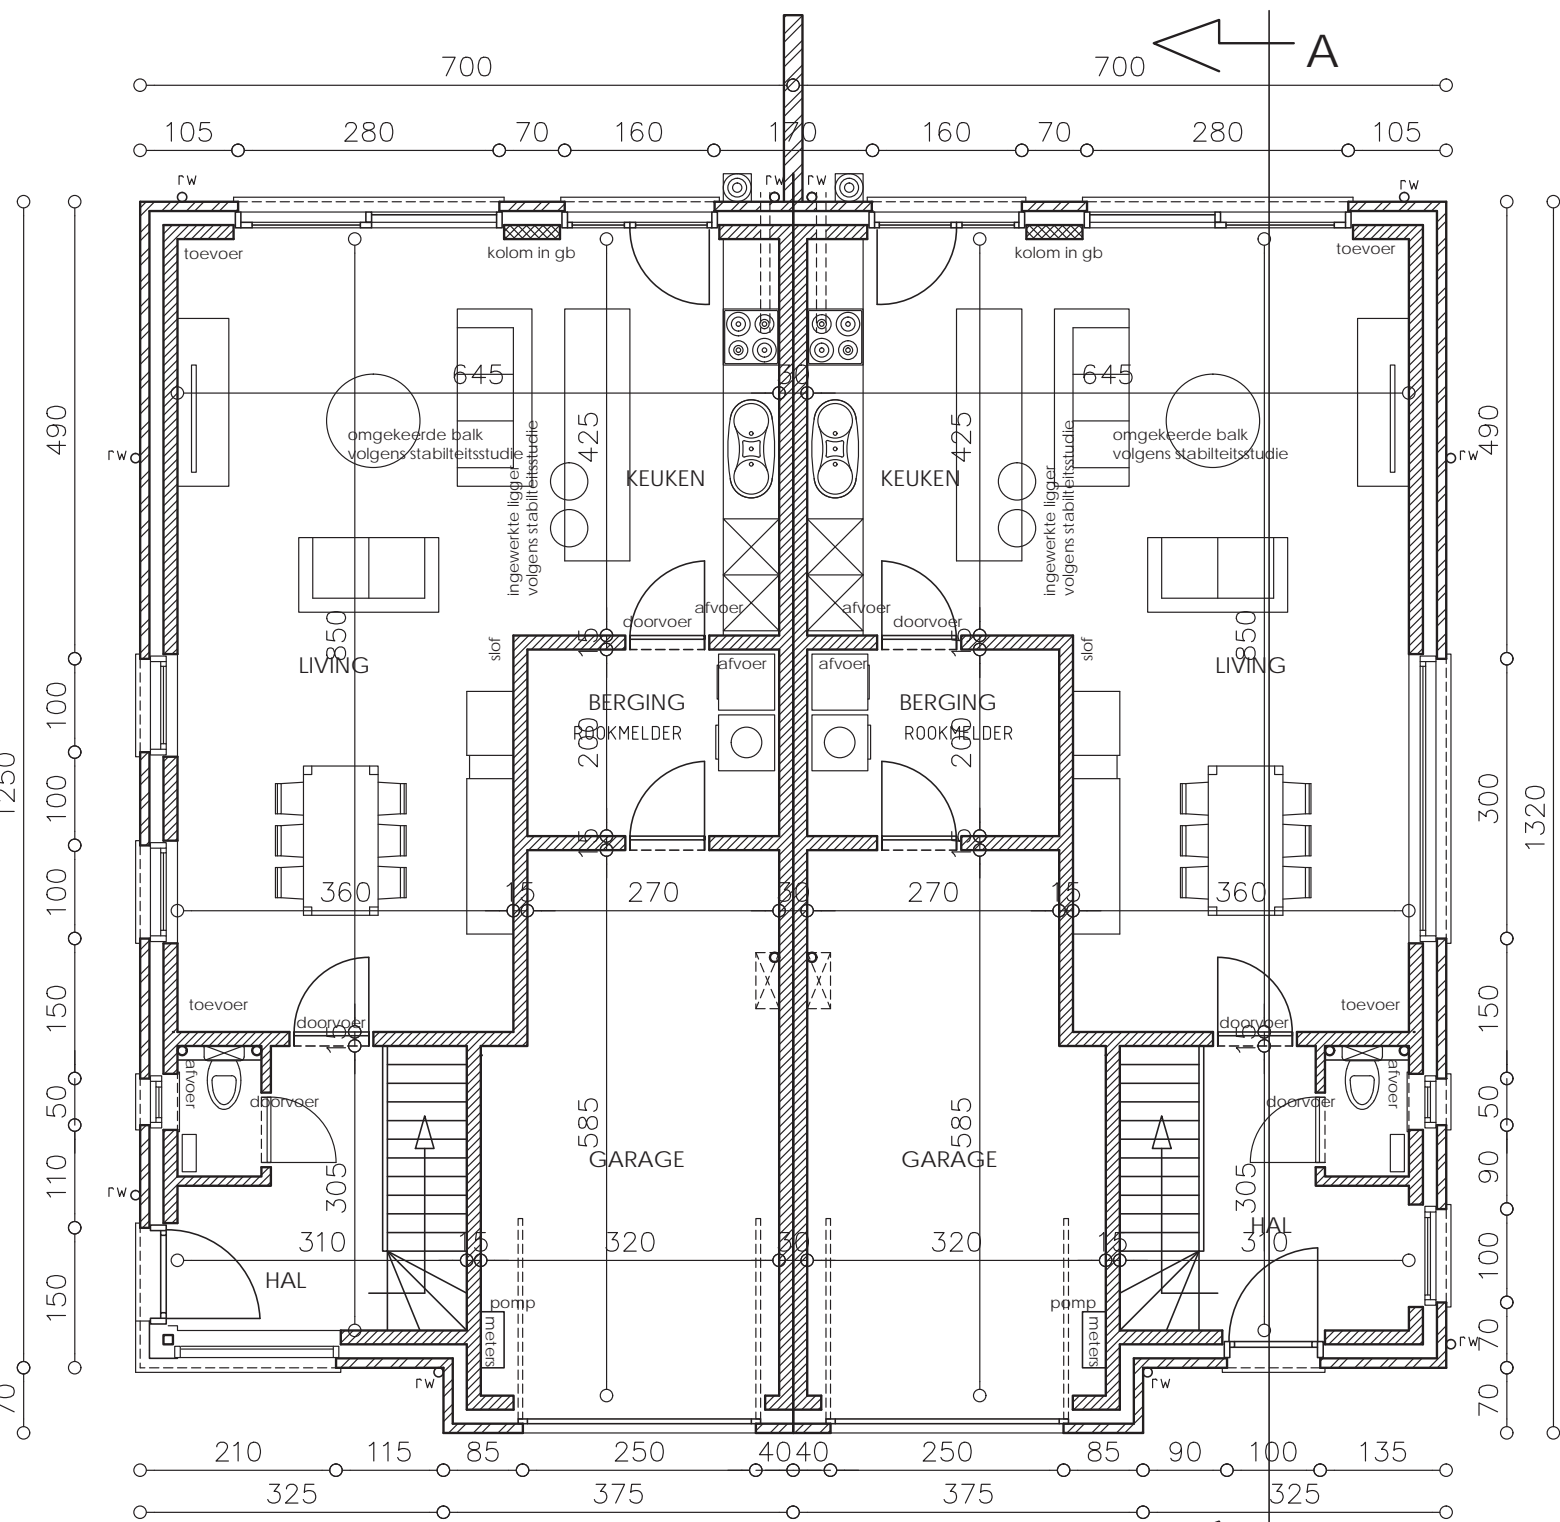 A
700 700
105 280 70 160 170 160 70 280 105
rw rw rw rw
toevoer kolom in gb kolom in gb toevoer
645 30 645
490 425 425 490
omgekeerde balk
volgens stabiliteitsstudie
omgekeerde balk
volgens stabiliteitsstudie
rw rw
KEUKEN KEUKEN
ingewerkte ligger
volgens stabiliteitsstudie
ingewerkte ligger
volgens stabiliteitsstudie
afvoer afvoer
doorvoer doorvoer
850 15 15 850
slof slof
LIVING afvoer afvoer LIVING
100 BERGING BERGING
ROOKMELDER ROOKMELDER
200 200
1250 100 300 1320
15 15
100 360 15 270 30 270 15 360
toevoer toevoer
150 doorvoer doorvoer 150
15 15
afvoer afvoer
50 doorvoer doorvoer 50
585 585
GARAGE GARAGE
110 305 305 90
rw
HAL
310 15 320 30 320 15 310
100
HAL
150 pomp pomp
meters meters
70 rw
rw rw
70 70
210 115 85 250 40 40 250 85 90 100 135
325 375 375 325